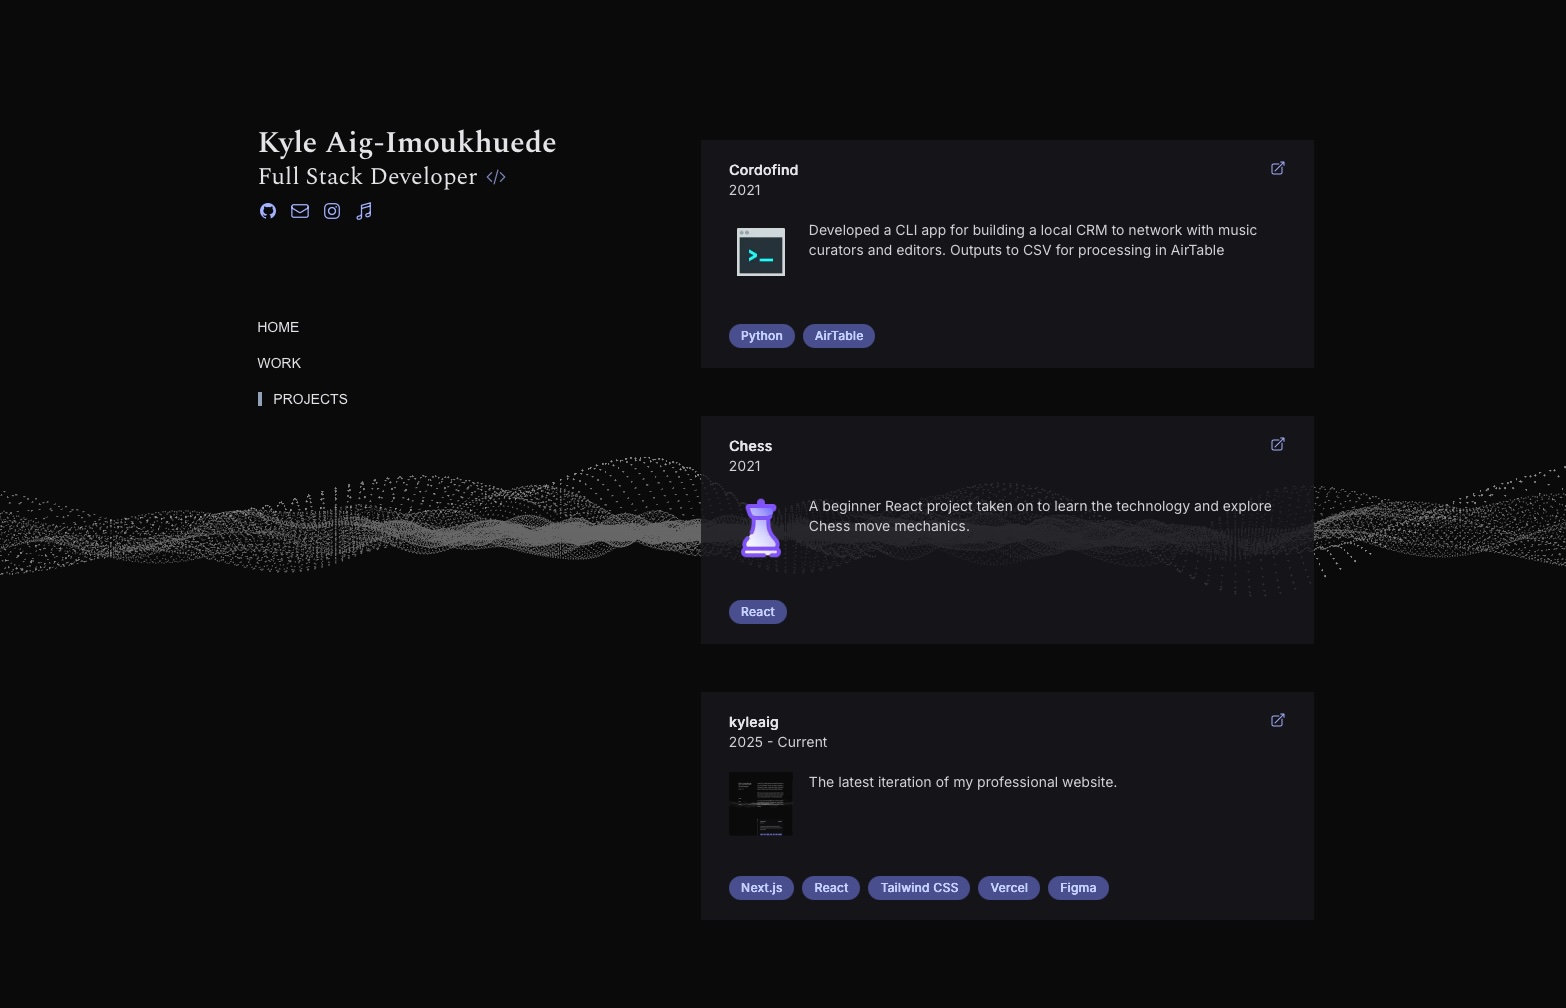 Kyle Aig-Imoukhuede
Full Stack Developer </>
HOME
WORK
PROJECTS
Cordofind
2021
>_
Developed a CLI app for building a local CRM to network with music
curators and editors. Outputs to CSV for processing in AirTable
Python AirTable
Chess
2021
A beginner React project taken on to learn the technology and explore
Chess move mechanics.
React
kyleaig
2025 - Current
The latest iteration of my professional website.
Next.js React Tailwind CSS Vercel Figma